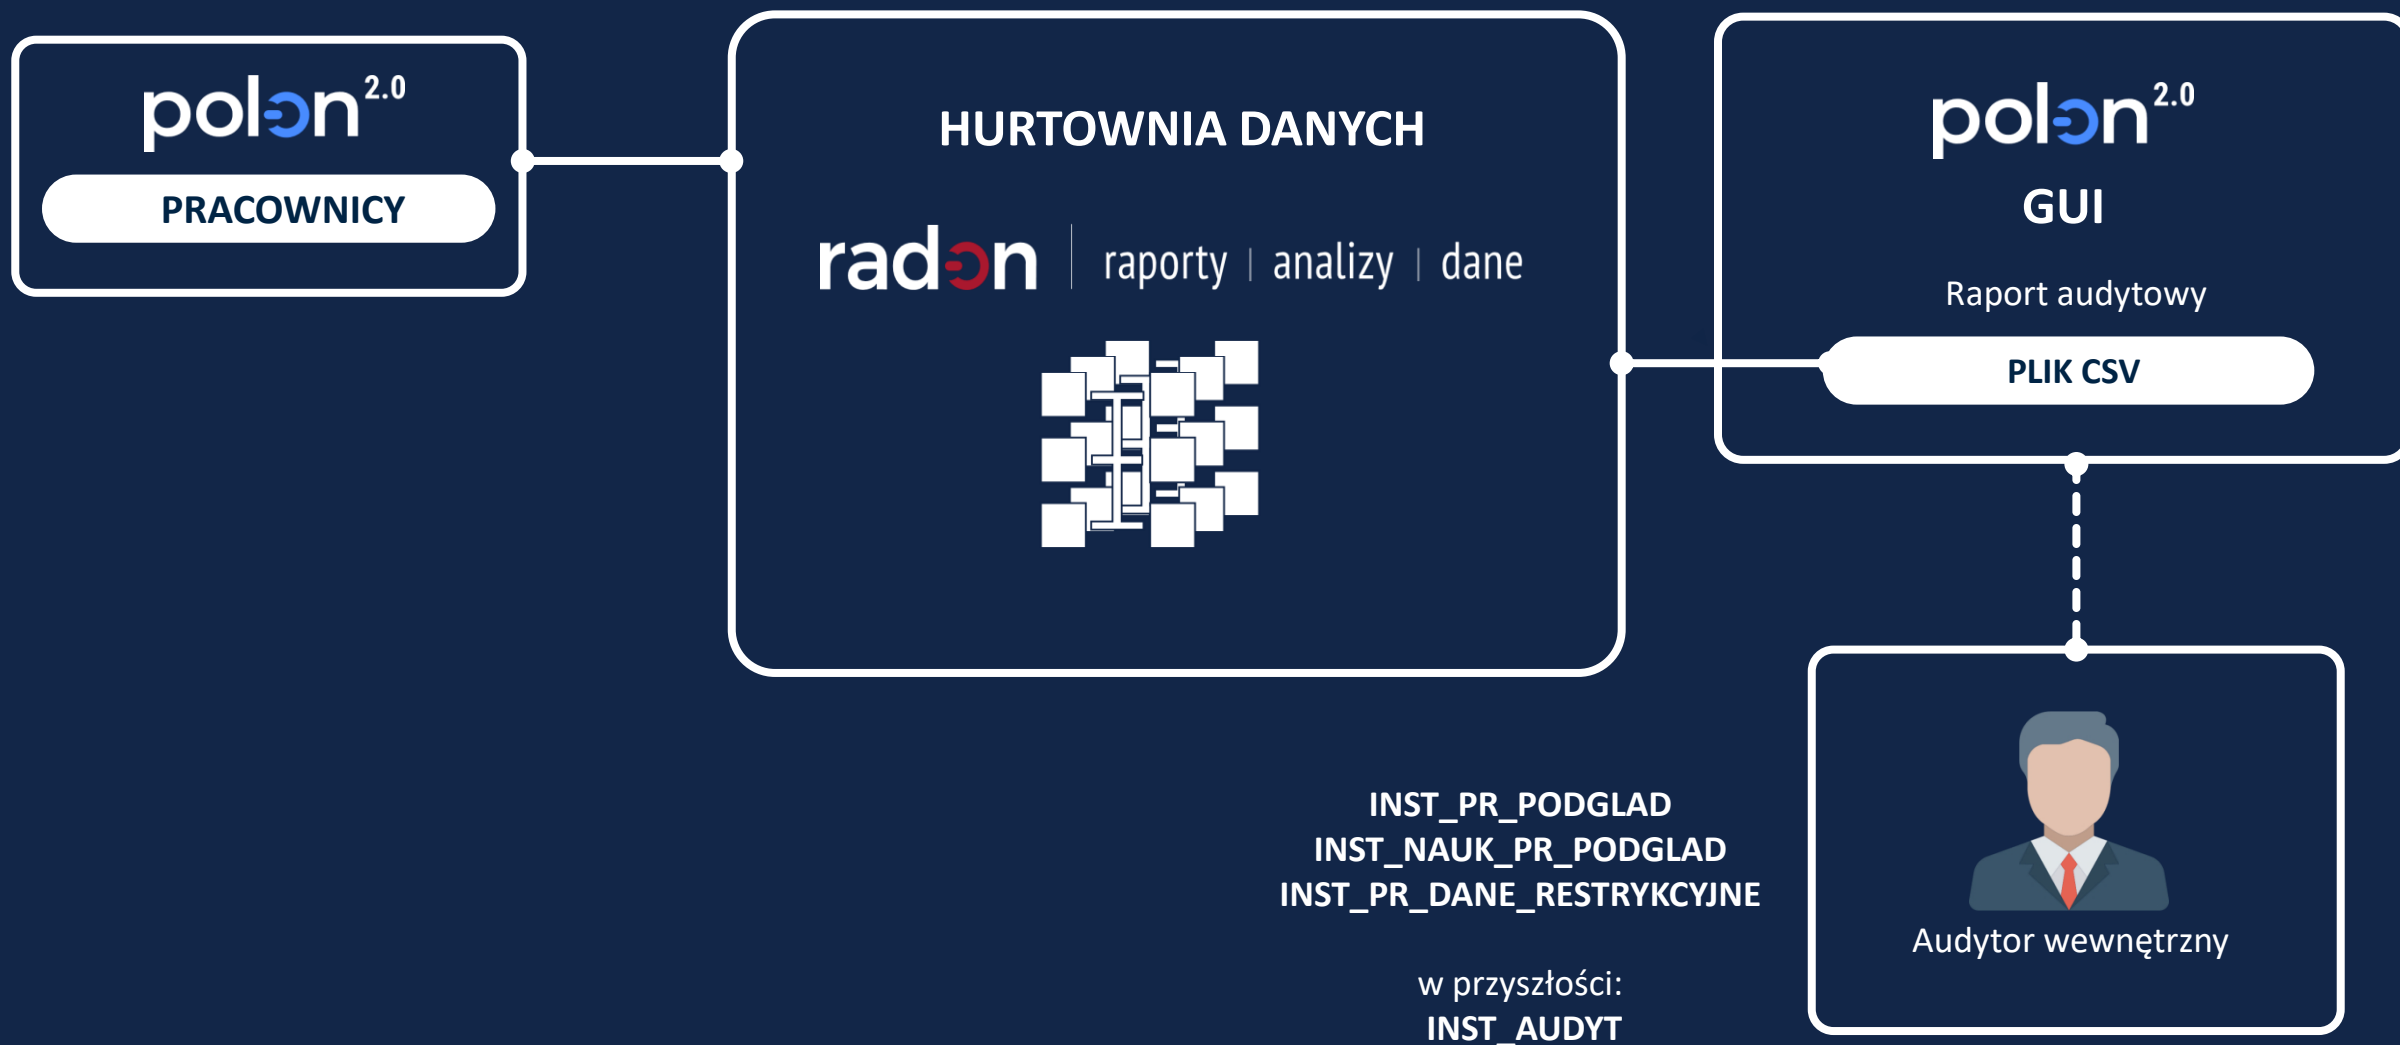 polon 2.0
PRACOWNICY
HURTOWNIA DANYCH
radon | raporty | analizy | dane
polon 2.0
GUI
Raport audytowy
PLIK CSV
INST_PR_PODGLAD
INST_NAUK_PR_PODGLAD
INST_PR_DANE_RESTRYKCYJNE
w przyszłości:
INST_AUDYT
Audytor wewnętrzny